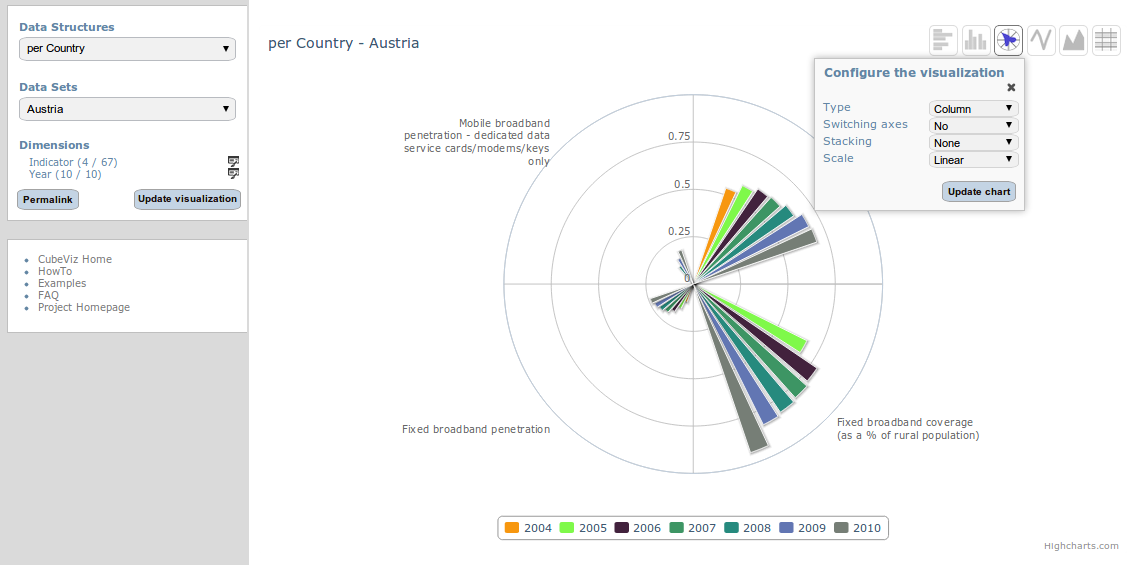 Data Structures
per Country
Data Sets
Austria
Dimensions
Indicator (4 / 67)
Year (10 / 10)
Permalink
Update visualization
CubeViz Home
HowTo
Examples
FAQ
Project Homepage
per Country - Austria
Configure the visualization
Type
Column
Switching axes
No
Stacking
None
Scale
Linear
Update chart
Mobile broadband
penetration - dedicated data
service cards/modems/keys
only
0.75
0.5
0.25
0
Fixed broadband penetration
Fixed broadband coverage
(as a % of rural population)
2004
2005
2006
2007
2008
2009
2010
Highcharts.com